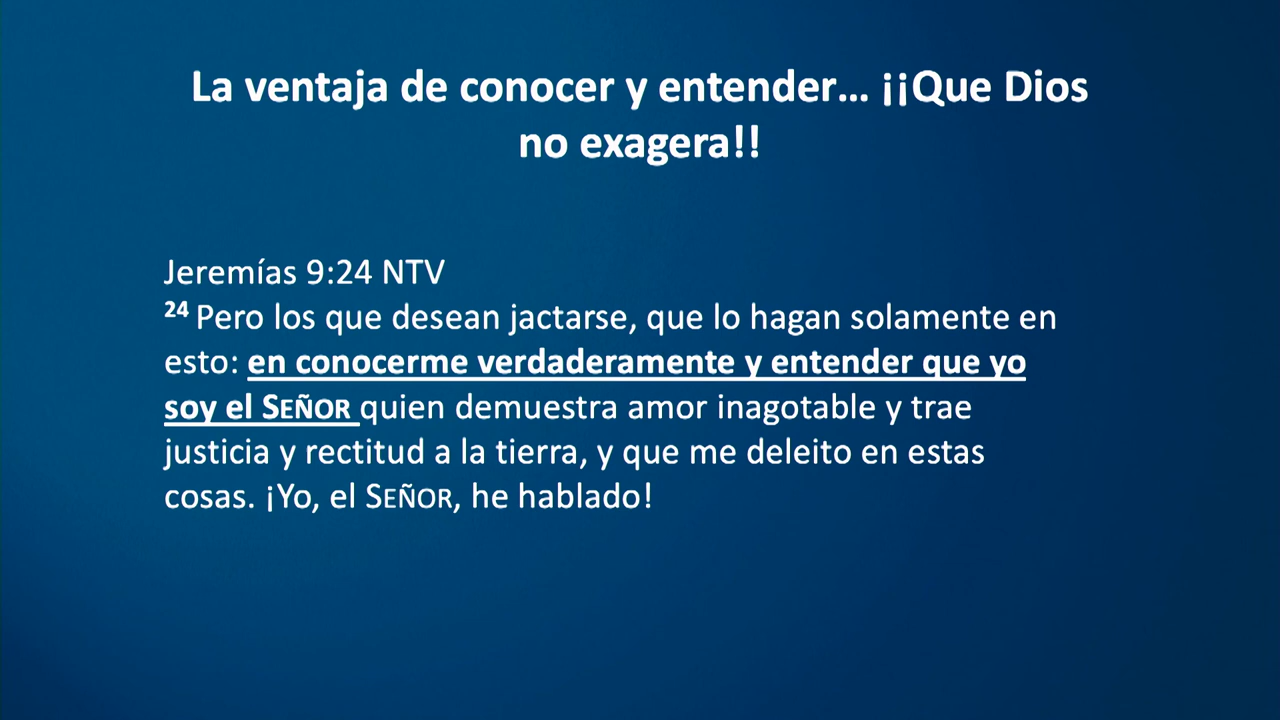 La ventaja de conocer y entender... ¡¡Que Dios
no exagera!!
Jeremías 9:24 NTV
24 Pero los que desean jactarse, que lo hagan solamente en
esto: en conocerme verdaderamente y entender que yo
soy el SEÑOR quien demuestra amor inagotable y trae
justicia y rectitud a la tierra, y que me deleito en estas
cosas. ¡Yo, el SEÑOR, he hablado!